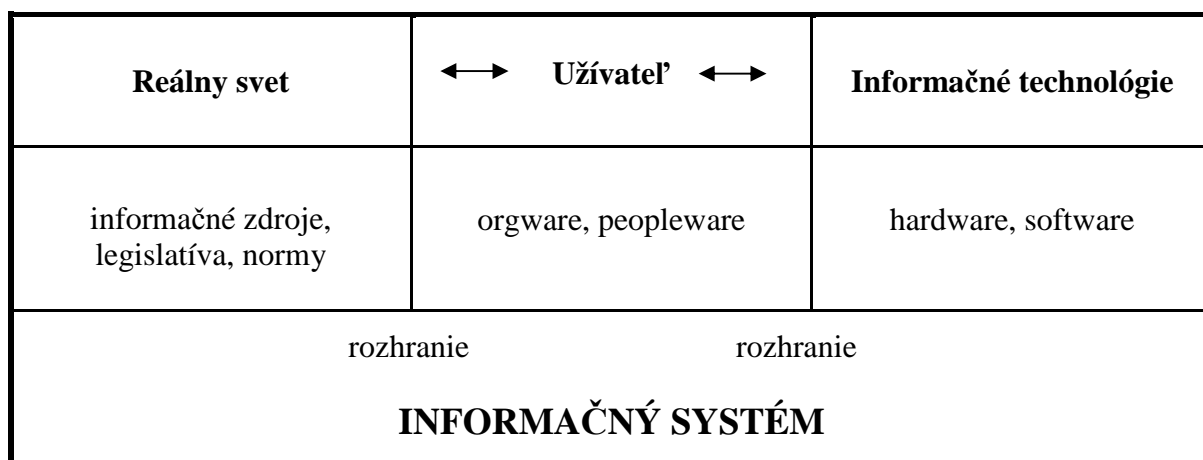 Reálny svet
Užívateľ
Informačné technológie
informačné zdroje,
legislatíva, normy
orgware, peopleware
hardware, software
rozhranie
rozhranie
INFORMAČNÝ SYSTÉM